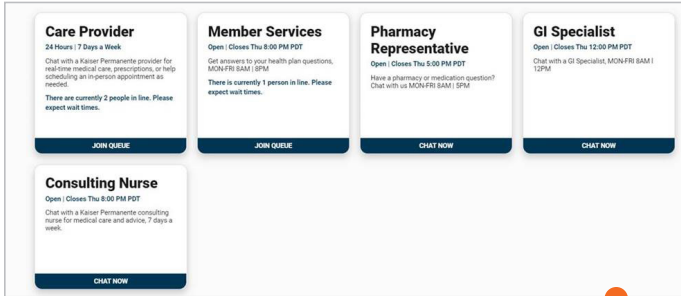 Care Provider
24 Hours | 7 Days a Week
Chat with a Kaiser Permanente provider for
real-time medical care, prescriptions, or help
scheduling an in-person appointment as
needed.
There are currently 2 people in line. Please
expect wait times.
JOIN QUEUE
Member Services
Open | Closes Thu 8:00 PM PDT
Get answers to your health plan questions,
MON-FRI 8AM | 8PM
There is currently 1 person in line. Please
expect wait times.
JOIN QUEUE
Pharmacy
Representative
Open | Closes Thu 5:00 PM PDT
Have a pharmacy or medication question?
Chat with us MON-FRI 8AM | 5PM
CHAT NOW
GI Specialist
Open | Closes Thu 12:00 PM PDT
Chat with a GI Specialist, MON-FRI 8AM |
12PM
CHAT NOW
Consulting Nurse
Open | Closes Thu 8:00 PM PDT
Chat with a Kaiser Permanente consulting
nurse for medical care and advice, 7 days a
week.
CHAT NOW